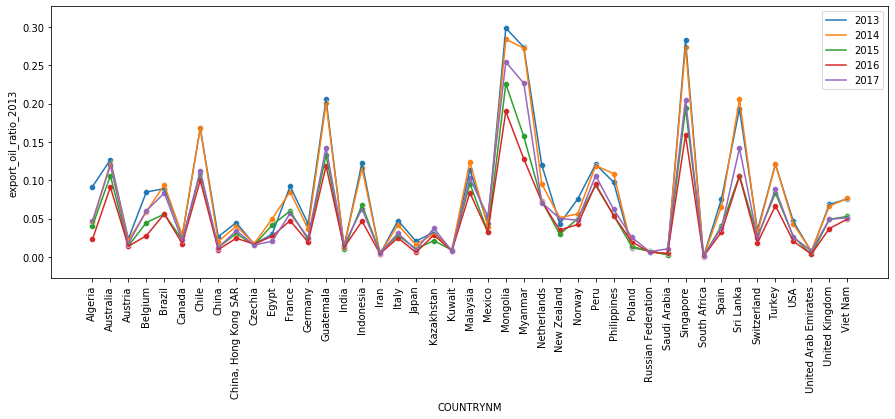 export_oil_ratio_2013
0.30
0.25
0.20
0.15
0.10
0.05
0.00
2013
2014
2015
2016
2017
Algeria
Australia
Austria
Belgium
Brazil
Canada
Chile
China
China, Hong Kong SAR
Czechia
Egypt
France
Germany
Guatemala
India
Indonesia
Iran
Italy
Japan
Kazakhstan
Kuwait
Malaysia
Mexico
Mongolia
Myanmar
Netherlands
New Zealand
Norway
Peru
Philippines
Poland
Russian Federation
Saudi Arabia
Singapore
South Africa
Spain
Sri Lanka
Switzerland
Turkey
USA
United Arab Emirates
United Kingdom
Viet Nam
COUNTRYNM